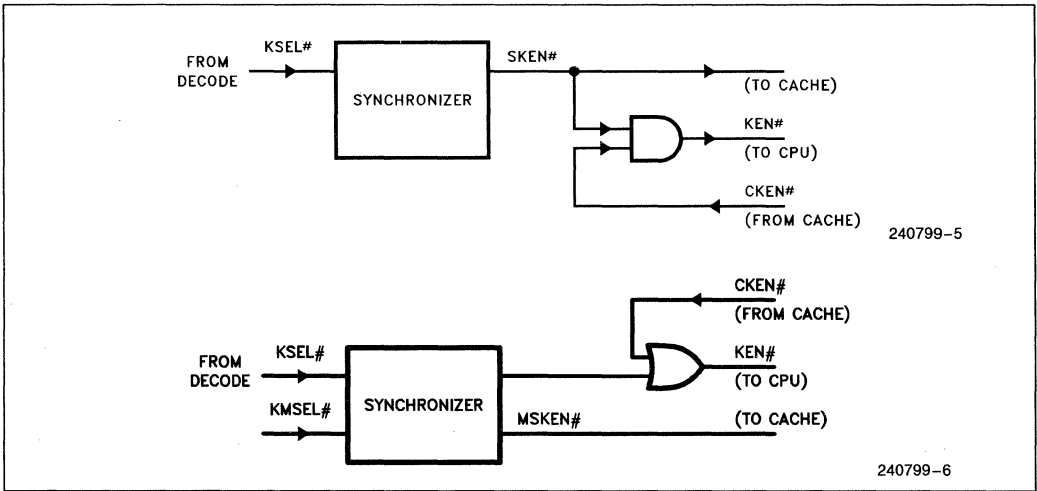 KSEL#
FROM
DECODE
SYNCHRONIZER
SKEN#
(TO CACHE)
KEN#
(TO CPU)
CKEN#
(FROM CACHE)
240799-5
CKEN#
(FROM CACHE)
FROM
DECODE
KSEL#
KMSEL#
SYNCHRONIZER
KEN#
(TO CPU)
MSKEN#
(TO CACHE)
240799-6